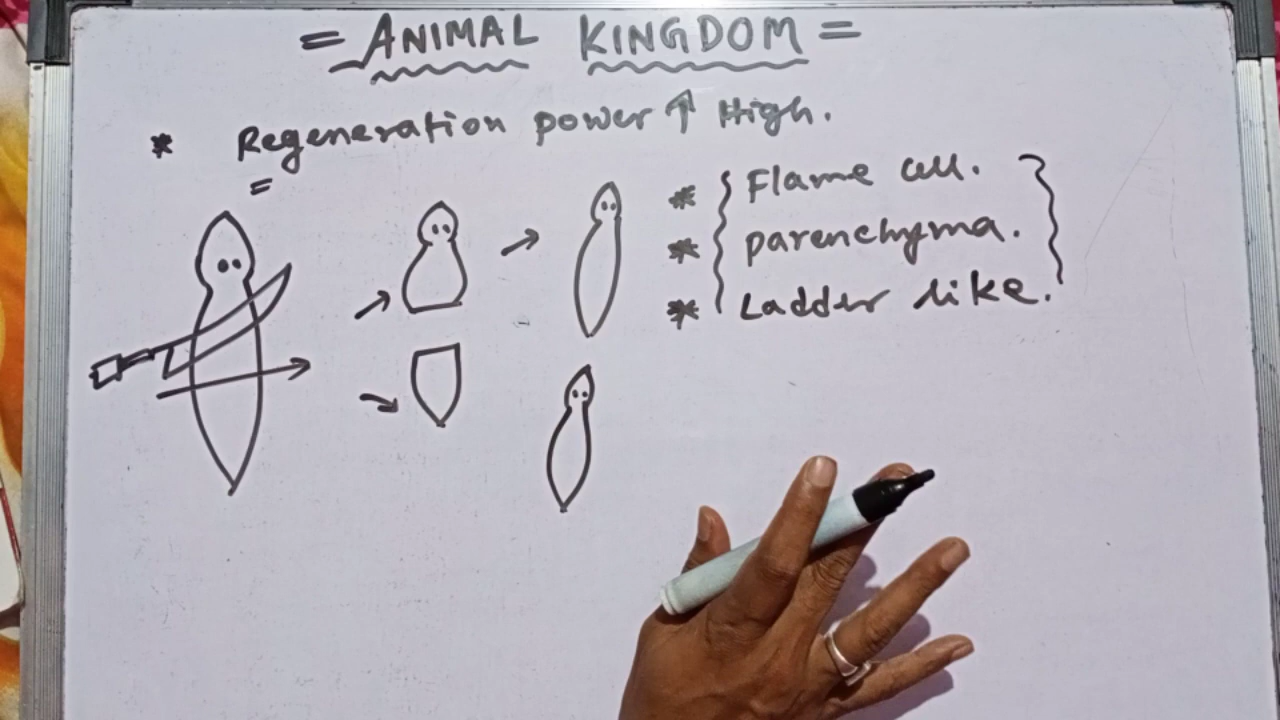 = ANIMAL KINGDOM =
* Regeneration power ↑ High.
* { Flame cell. }
* { parenchyma. }
* { Ladder like. }